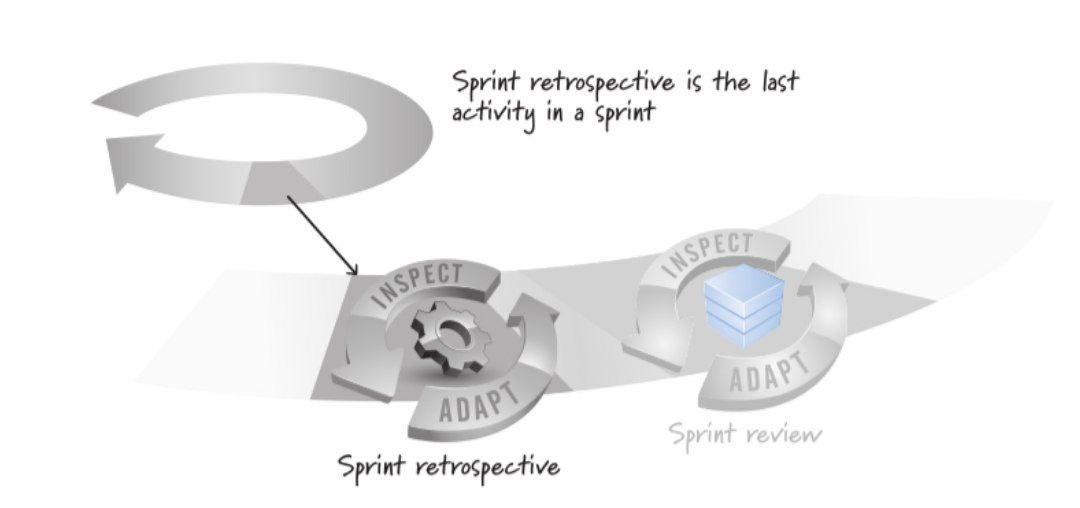 Sprint retrospective is the last
activity in a sprint
INSPECT
ADAPT
Sprint retrospective
INSPECT
ADAPT
Sprint review